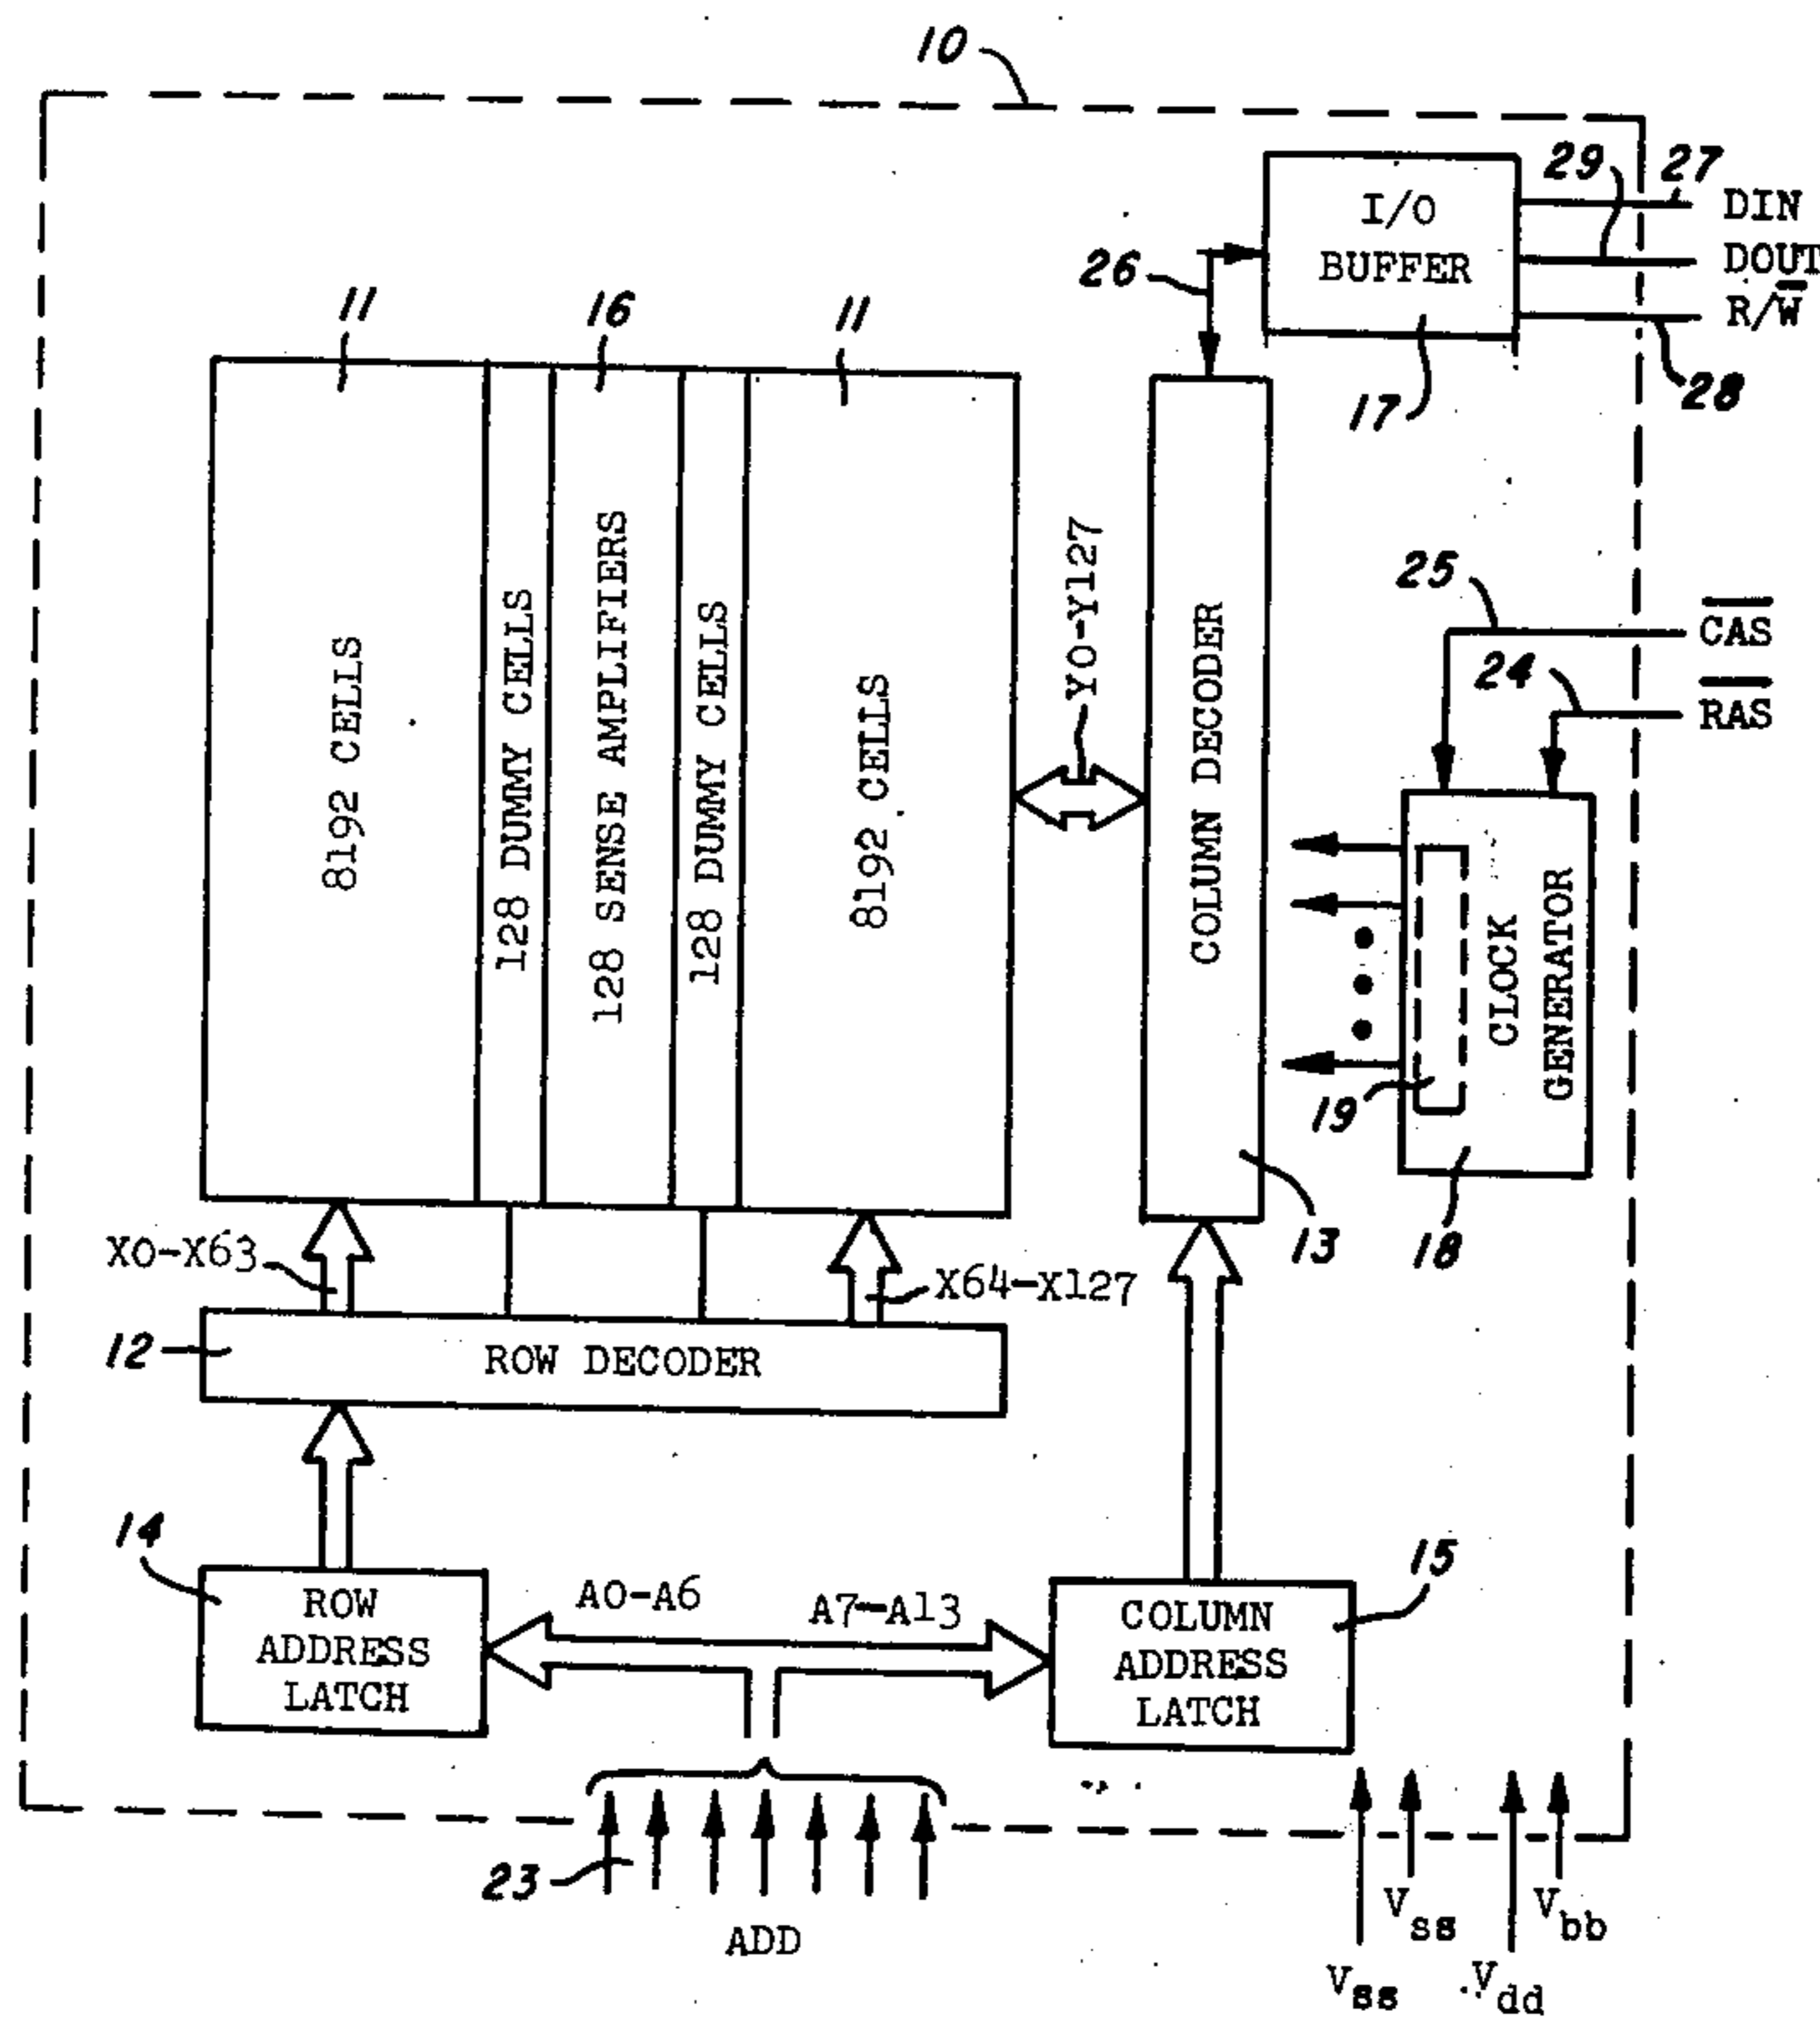 10
29
27
DIN
I/O
BUFFER
DOUT
R/W̅
26
28
17
11
16
11
8192 CELLS
128 DUMMY CELLS
128 SENSE AMPLIFIERS
128 DUMMY CELLS
8192 CELLS
Y0-Y127
COLUMN DECODER
25
C̅A̅S̅
24
R̅A̅S̅
CLOCK
GENERATOR
19
18
13
X0-X63
X64-X127
12
ROW DECODER
14
ROW
ADDRESS
LATCH
A0-A6
A7-A13
15
COLUMN
ADDRESS
LATCH
23
ADD
Vss
Vbb
Vss
Vdd